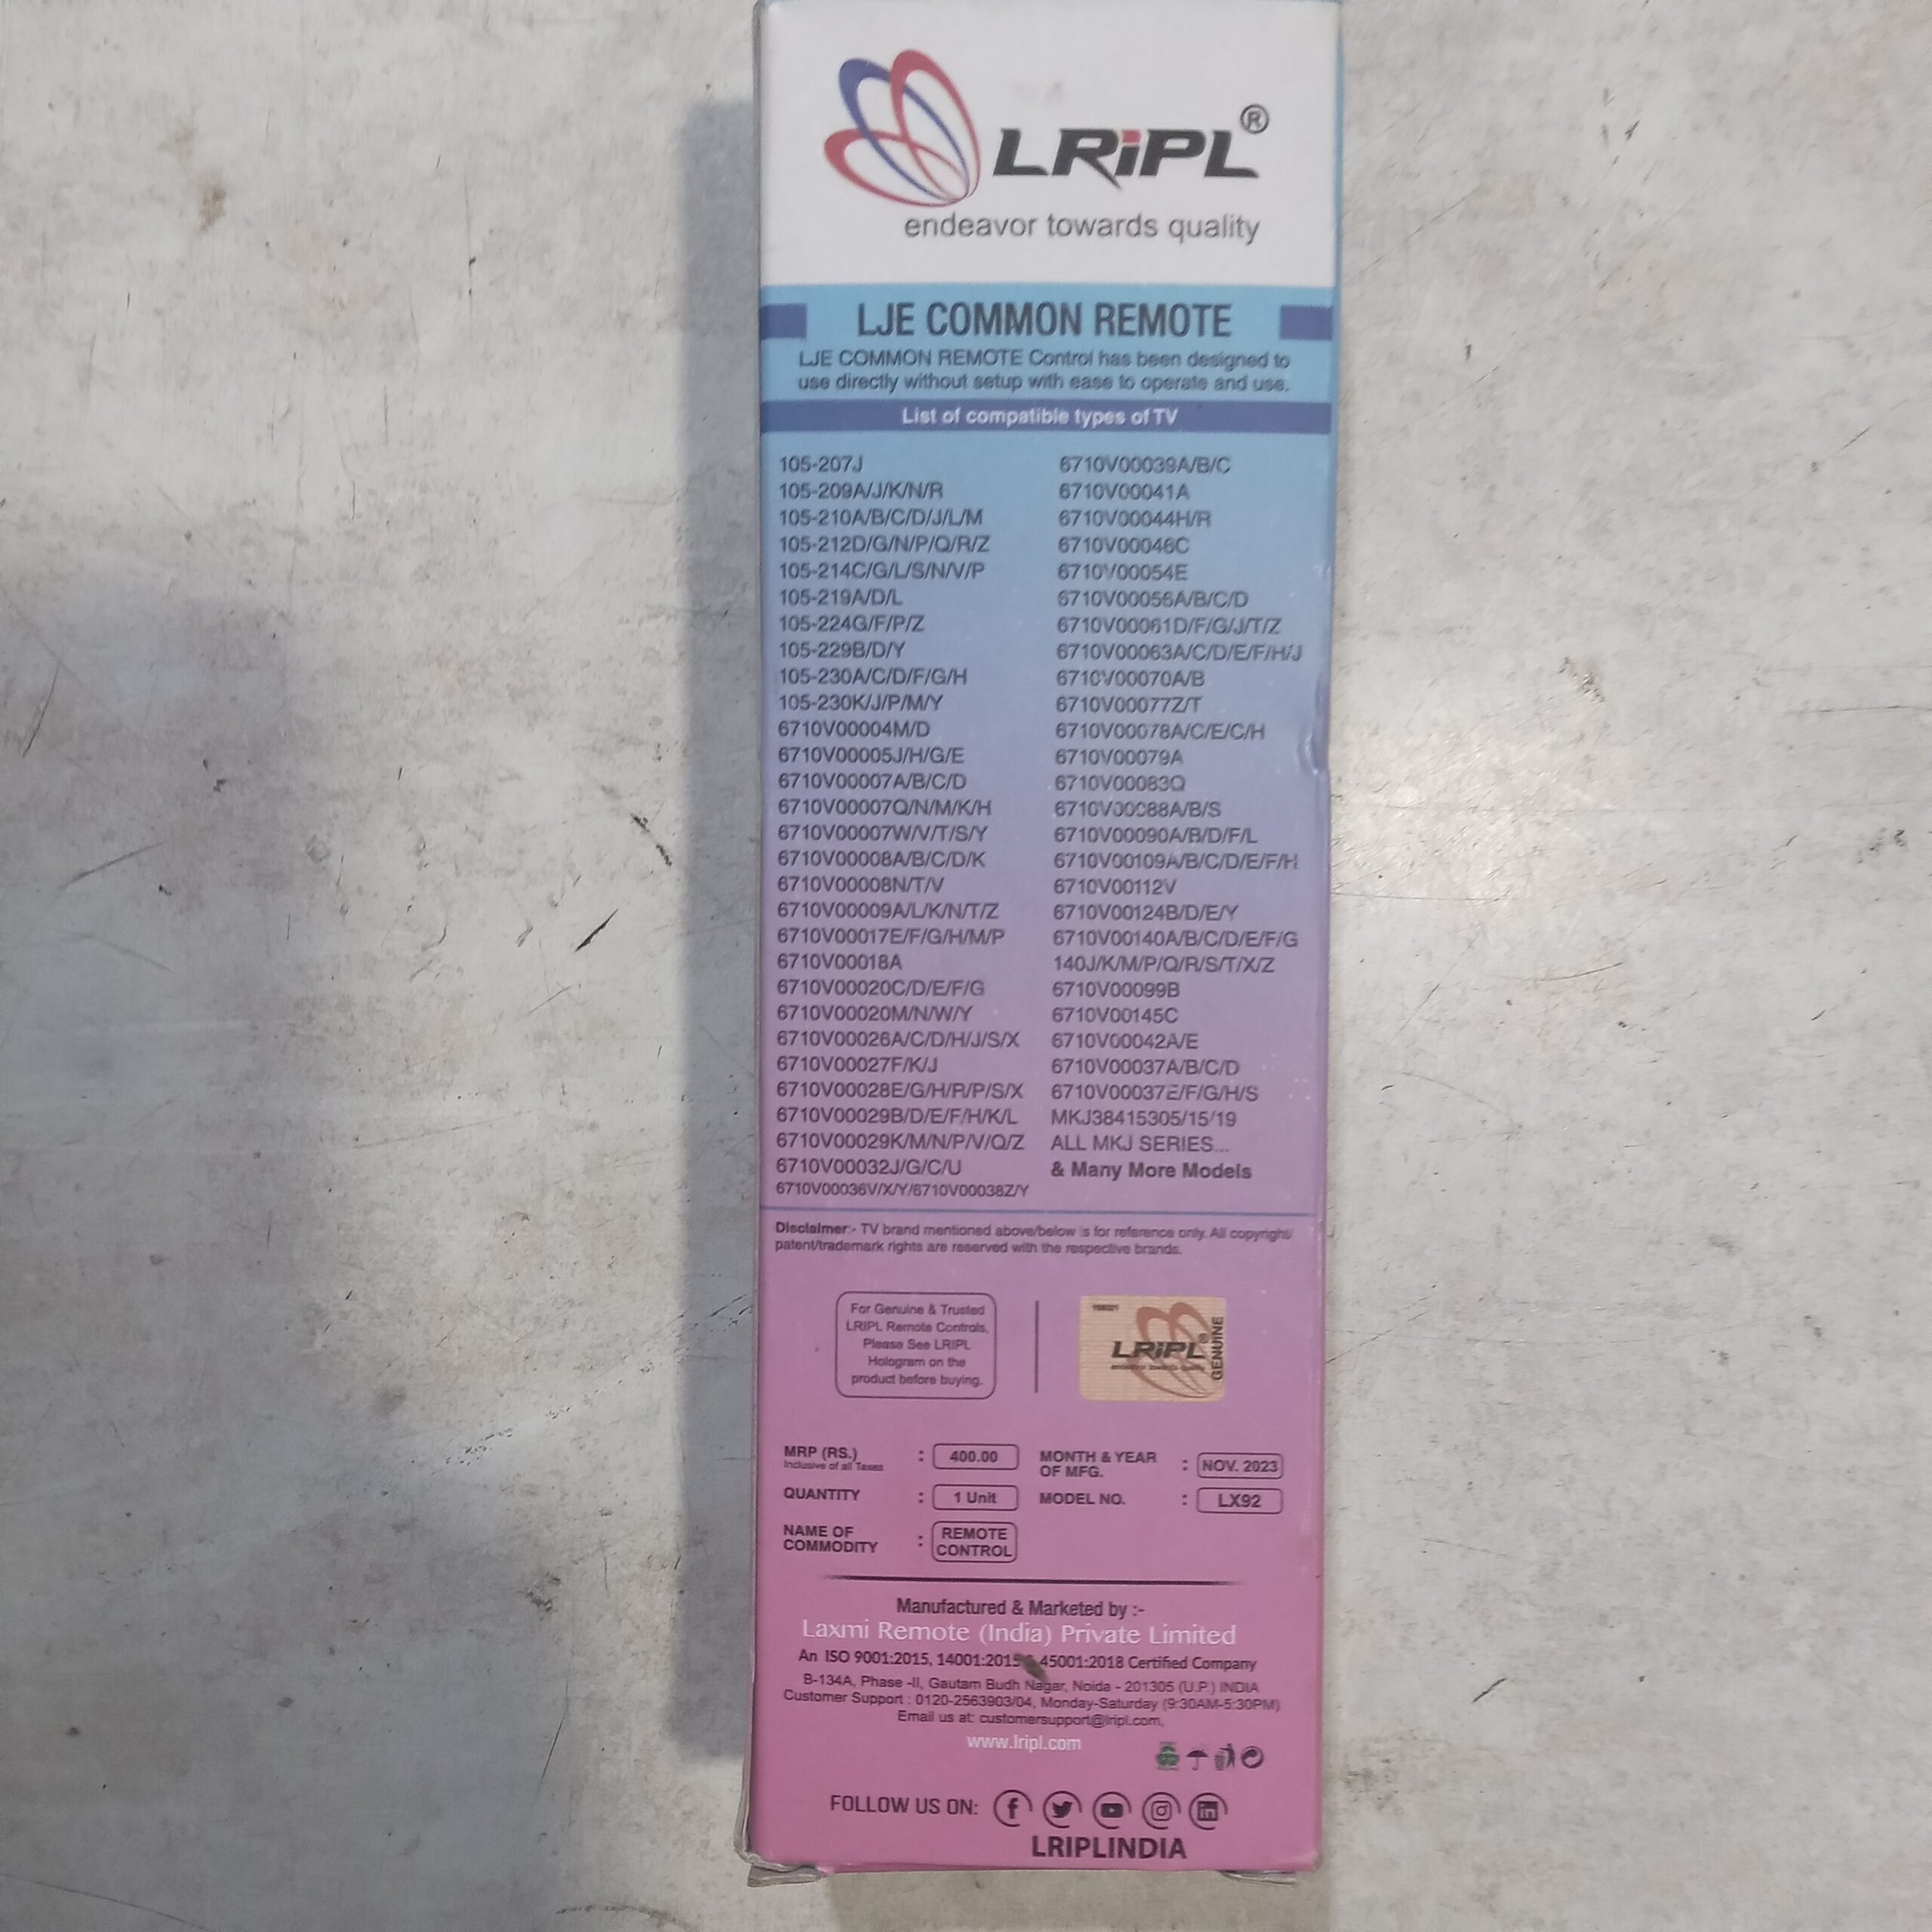 LRiPL®
endeavor towards quality
LJE COMMON REMOTE
LJE COMMON REMOTE Control has been designed to
use directly without setup with ease to operate and use.
List of compatible types of TV
105-207J
105-209A/J/K/N/R
105-210A/B/C/D/J/L/M
105-212D/G/N/P/Q/R/Z
105-214C/G/L/S/N/V/P
105-219A/D/L
105-224G/F/P/Z
105-229B/D/Y
105-230A/C/D/F/G/H
105-230K/J/P/M/Y
6710V00004M/D
6710V00005J/H/G/E
6710V00007A/B/C/D
6710V00007Q/N/M/K/H
6710V00007W/V/T/S/Y
6710V00008A/B/C/D/K
6710V00008N/T/V
6710V00009A/L/K/N/T/Z
6710V00017E/F/G/H/M/P
6710V00018A
6710V00020C/D/E/F/G
6710V00020M/N/W/Y
6710V00026A/C/D/H/J/S/X
6710V00027F/K/J
6710V00028E/G/H/R/P/S/X
6710V00029B/D/E/F/H/K/L
6710V00029K/M/N/P/V/Q/Z
6710V00032J/G/C/U
6710V00036V/X/Y/6710V00038Z/Y
6710V00039A/B/C
6710V00041A
6710V00044H/R
6710V00046C
6710V00054E
6710V00056A/B/C/D
6710V00061D/F/G/J/T/Z
6710V00063A/C/D/E/F/H/J
6710V00070A/B
6710V00077Z/T
6710V00078A/C/E/C/H
6710V00079A
6710V00083Q
6710V00088A/B/S
6710V00090A/B/D/F/L
6710V00109A/B/C/D/E/F/H
6710V00112V
6710V00124B/D/E/Y
6710V00140A/B/C/D/E/F/G
140J/K/M/P/Q/R/S/T/X/Z
6710V00099B
6710V00145C
6710V00042A/E
6710V00037A/B/C/D
6710V00037E/F/G/H/S
MKJ38415305/15/19
ALL MKJ SERIES...
& Many More Models
Disclaimer:- TV brand mentioned above/below is for reference only. All copyright/
patent/trademark rights are reserved with the respective brands.
For Genuine & Trusted
LRIPL Remote Controls,
Please See LRIPL
Hologram on the
product before buying.
LRiPL®
endeavor towards quality
GENUINE
MRP (RS.) : 400.00
Inclusive of all Taxes
MONTH & YEAR
OF MFG. : NOV. 2023
QUANTITY : 1 Unit
MODEL NO. : LX92
NAME OF
COMMODITY : REMOTE
CONTROL
Manufactured & Marketed by :-
Laxmi Remote (India) Private Limited
An ISO 9001:2015, 14001:2015 45001:2018 Certified Company
B-134A, Phase -II, Gautam Budh Nagar, Noida - 201305 (U.P.) INDIA
Customer Support : 0120-2563903/04, Monday-Saturday (9:30AM-5:30PM)
Email us at: customersupport@lripl.com,
www.lripl.com
FOLLOW US ON:
LRIPLINDIA